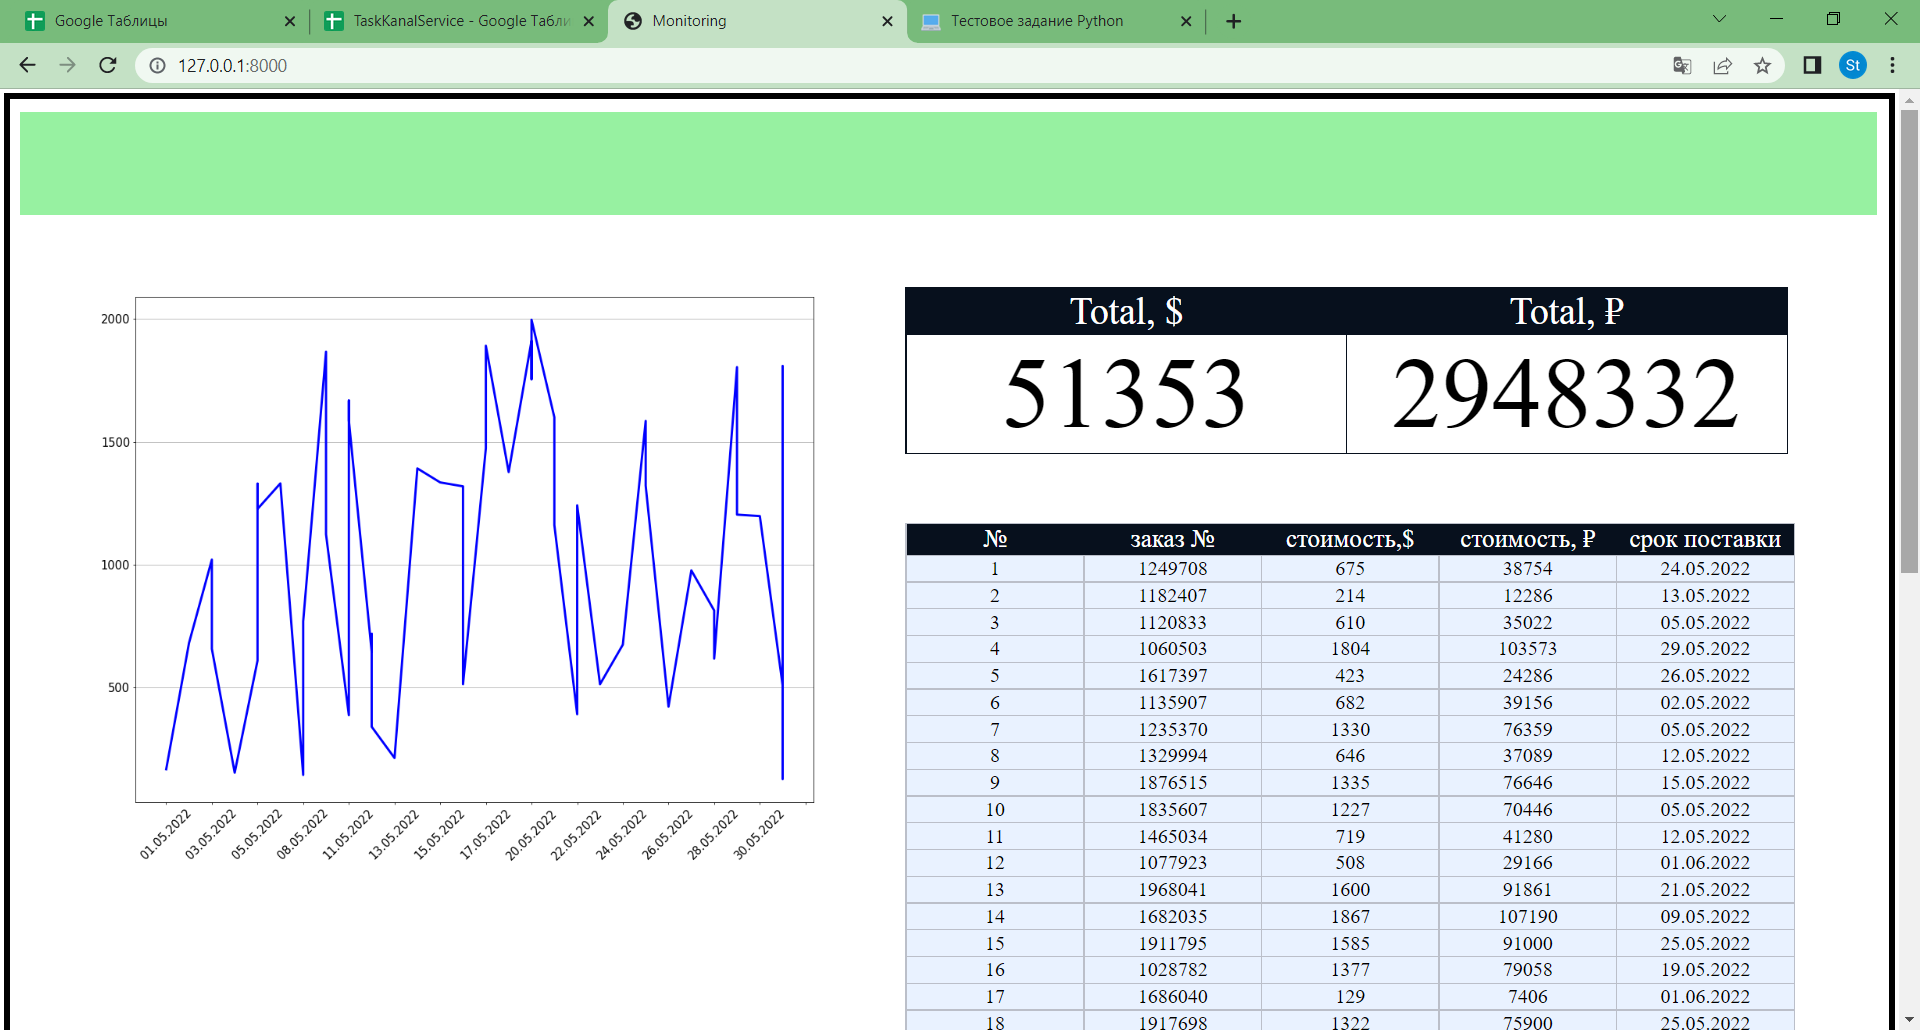 Google Таблицы
TaskKanalService - Google Табли
Monitoring
Тестовое задание Python
127.0.0.1:8000
St
2000
1500
1000
500
01.05.2022
03.05.2022
05.05.2022
08.05.2022
11.05.2022
13.05.2022
15.05.2022
17.05.2022
20.05.2022
22.05.2022
24.05.2022
26.05.2022
28.05.2022
30.05.2022
Total, $ Total, ₽
51353 2948332
№ заказ № стоимость,$ стоимость, ₽ срок поставки
1 1249708 675 38754 24.05.2022
2 1182407 214 12286 13.05.2022
3 1120833 610 35022 05.05.2022
4 1060503 1804 103573 29.05.2022
5 1617397 423 24286 26.05.2022
6 1135907 682 39156 02.05.2022
7 1235370 1330 76359 05.05.2022
8 1329994 646 37089 12.05.2022
9 1876515 1335 76646 15.05.2022
10 1835607 1227 70446 05.05.2022
11 1465034 719 41280 12.05.2022
12 1077923 508 29166 01.06.2022
13 1968041 1600 91861 21.05.2022
14 1682035 1867 107190 09.05.2022
15 1911795 1585 91000 25.05.2022
16 1028782 1377 79058 19.05.2022
17 1686040 129 7406 01.06.2022
18 1917698 1322 75900 25.05.2022